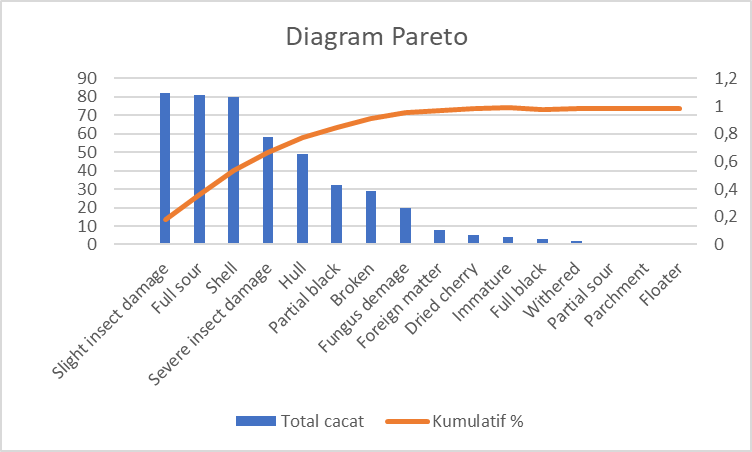 Diagram Pareto
90
80
70
60
50
40
30
20
10
0
1,2
1
0,8
0,6
0,4
0,2
0
Slight insect damage
Full sour
Shell
Severe insect damage
Hull
Partial black
Broken
Fungus demage
Foreign matter
Dried cherry
Immature
Full black
Withered
Partial sour
Parchment
Floater
Total cacat
Kumulatif %